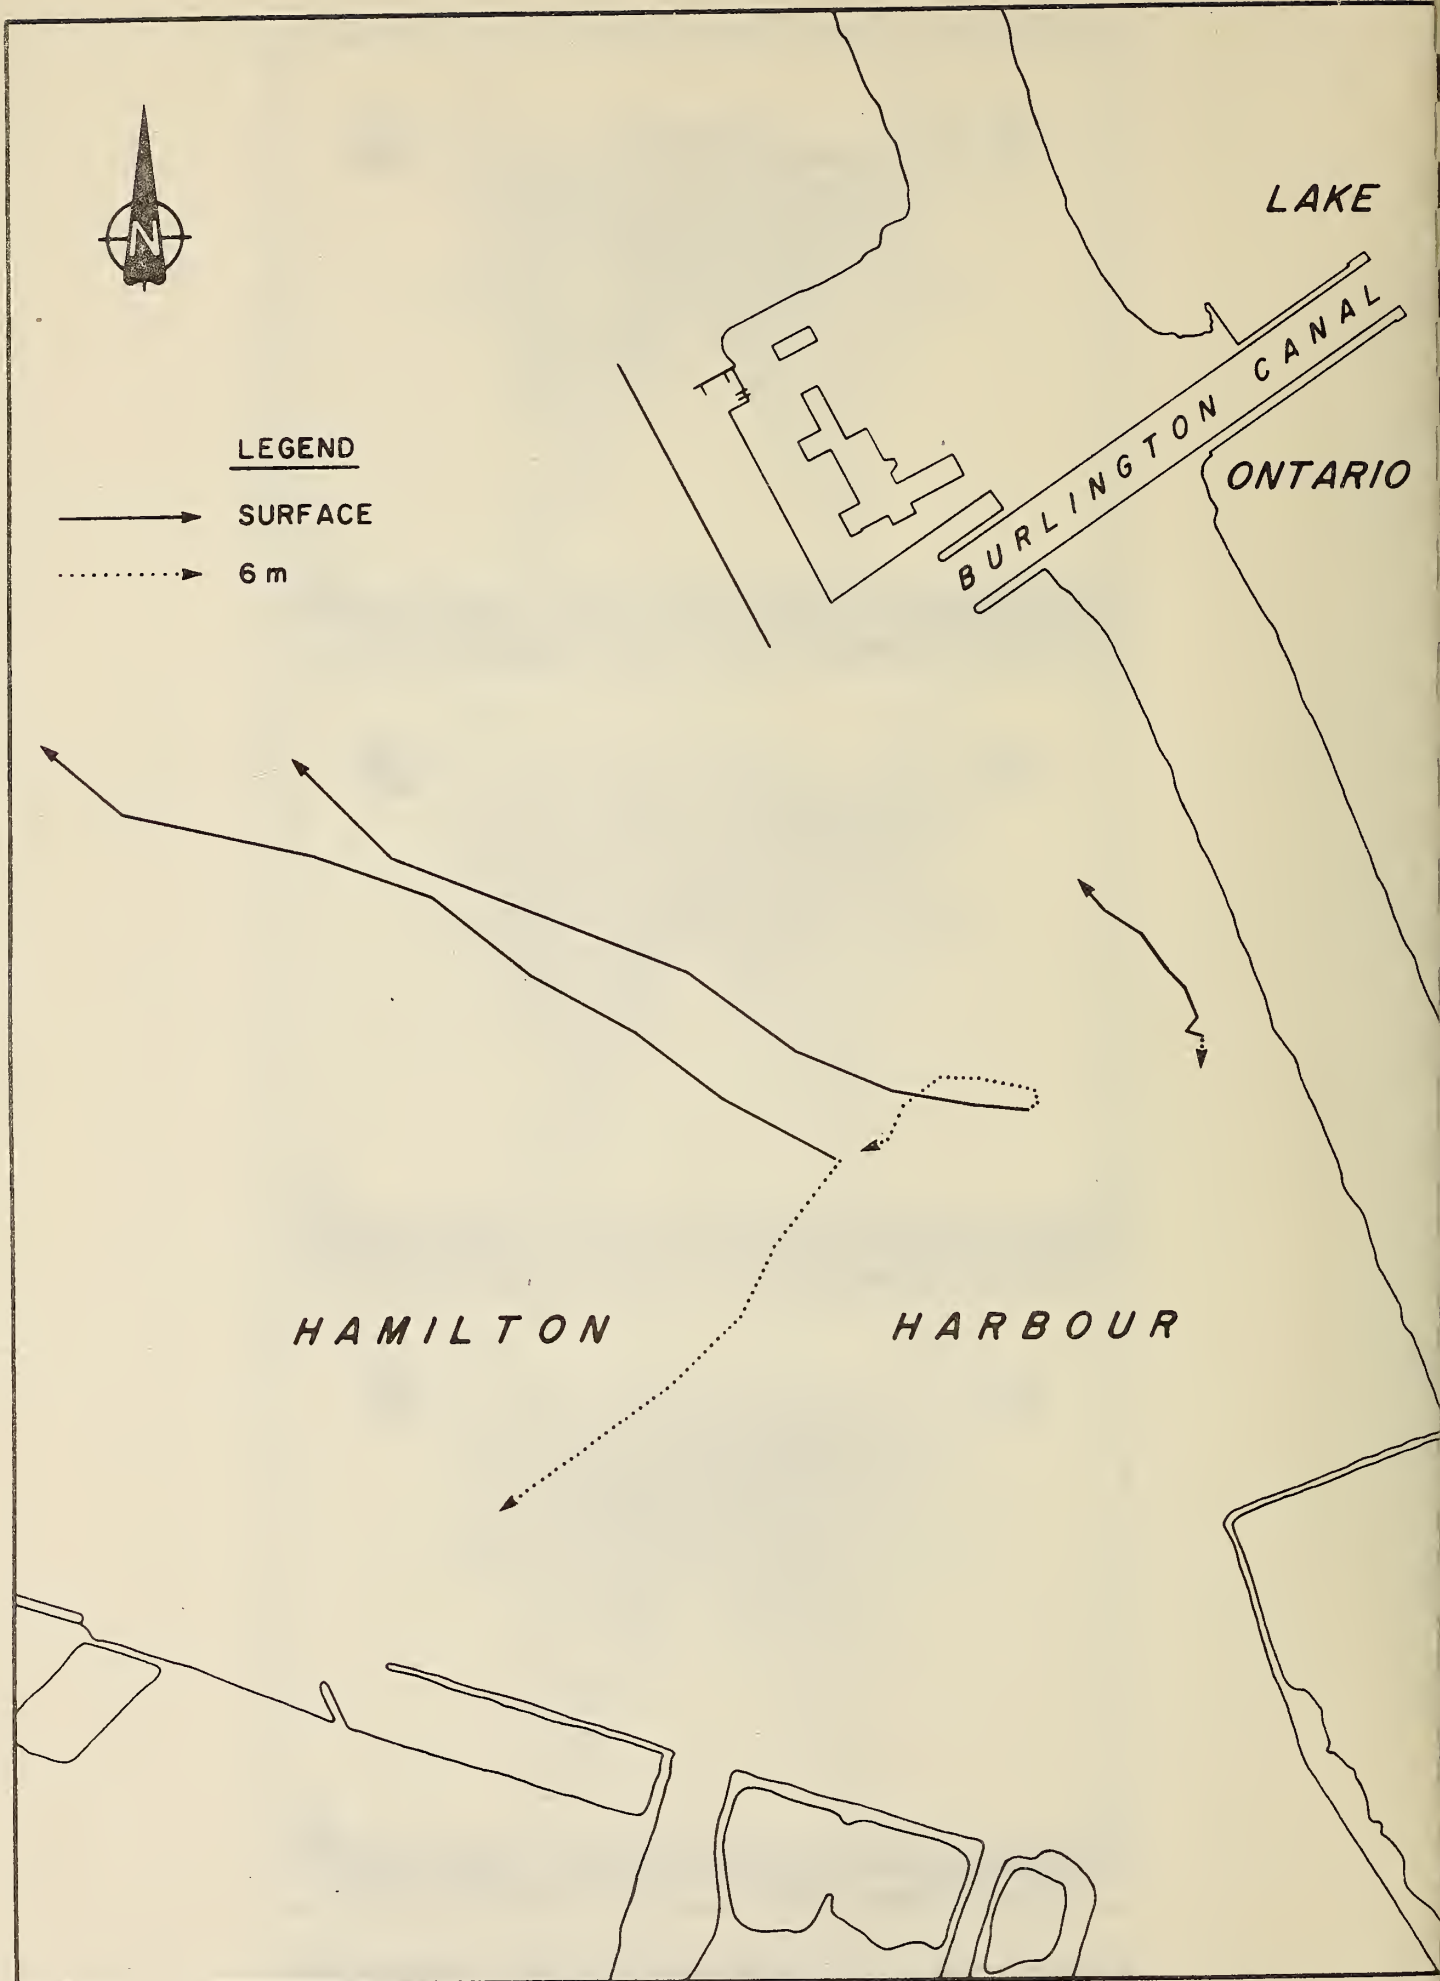 N
LAKE
BURLINGTON CANAL
ONTARIO
LEGEND
SURFACE
6 m
HAMILTON HARBOUR